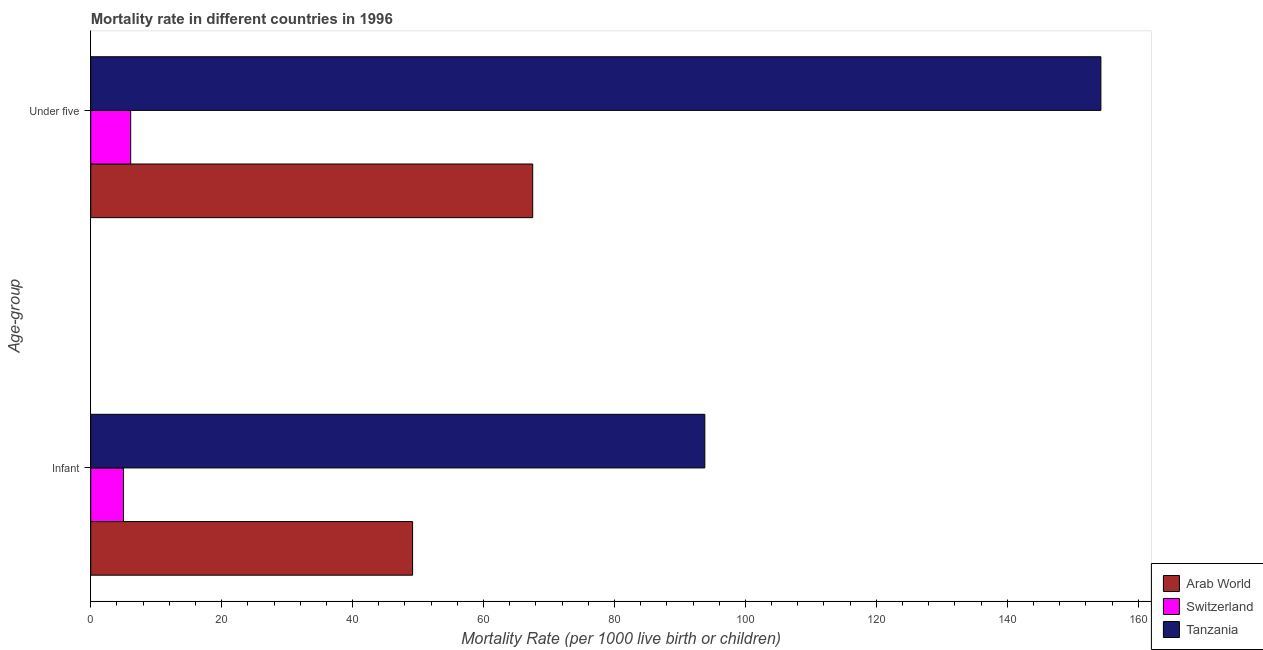 Mortality rate in different countries in 1996
Age-group
Under five
Infant
0
20
40
60
80
100
120
140
160
Mortality Rate (per 1000 live birth or children)
Arab World
Switzerland
Tanzania